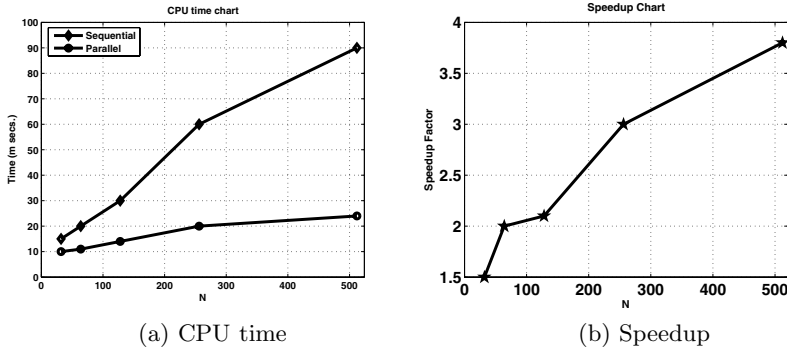 CPU time chart
Sequential
Parallel
100
90
80
70
60
50
40
30
20
10
0
Time (m secs.)
0 100 200 300 400 500
N
(a) CPU time
Speedup Chart
4
3.5
3
2.5
2
1.5
Speedup Factor
0 100 200 300 400 500
N
(b) Speedup